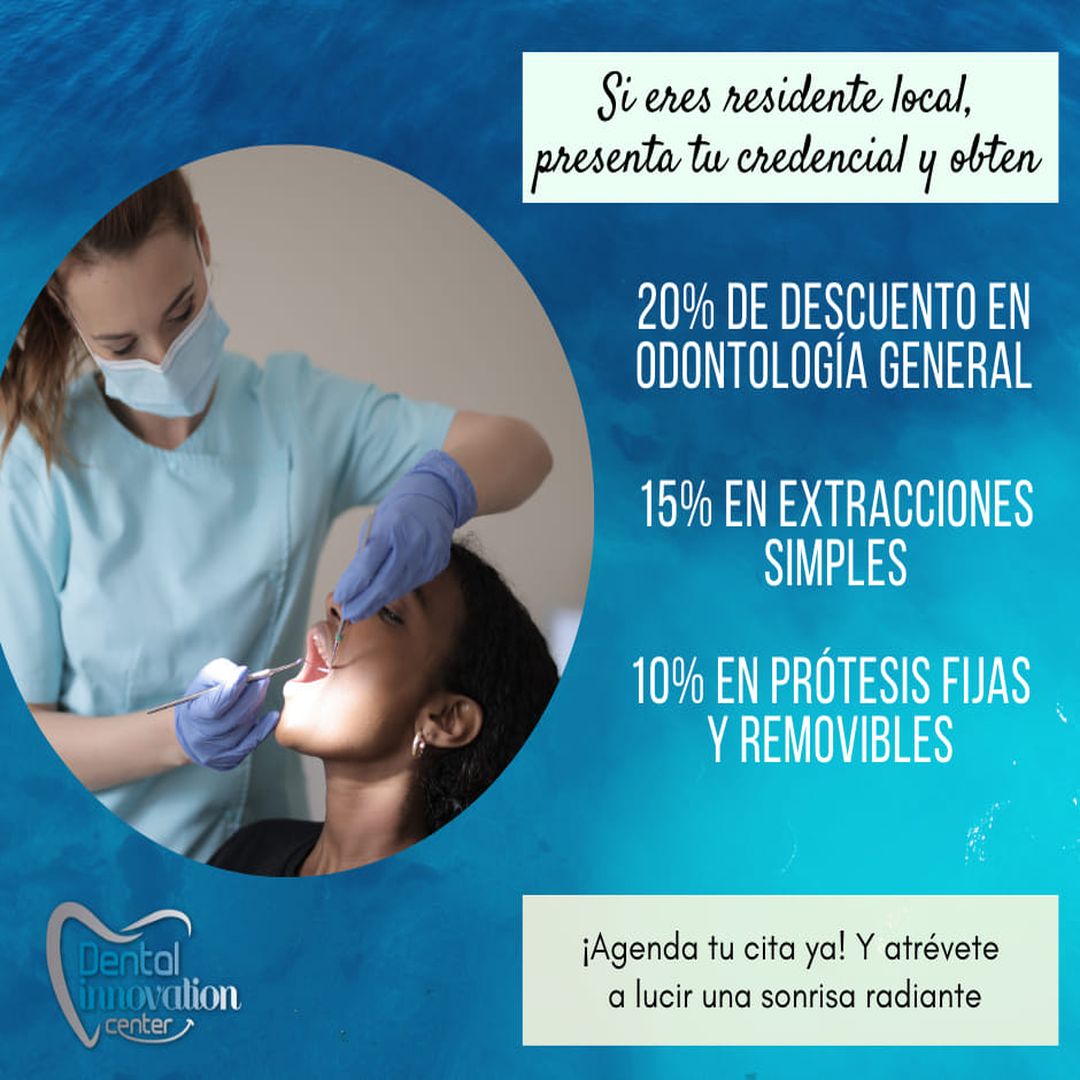 Si eres residente local,
presenta tu credencial y obten
20% DE DESCUENTO EN
ODONTOLOGÍA GENERAL
15% EN EXTRACCIONES
SIMPLES
10% EN PRÓTESIS FIJAS
Y REMOVIBLES
Dental
innovation
center
¡Agenda tu cita ya! Y atrévete
a lucir una sonrisa radiante